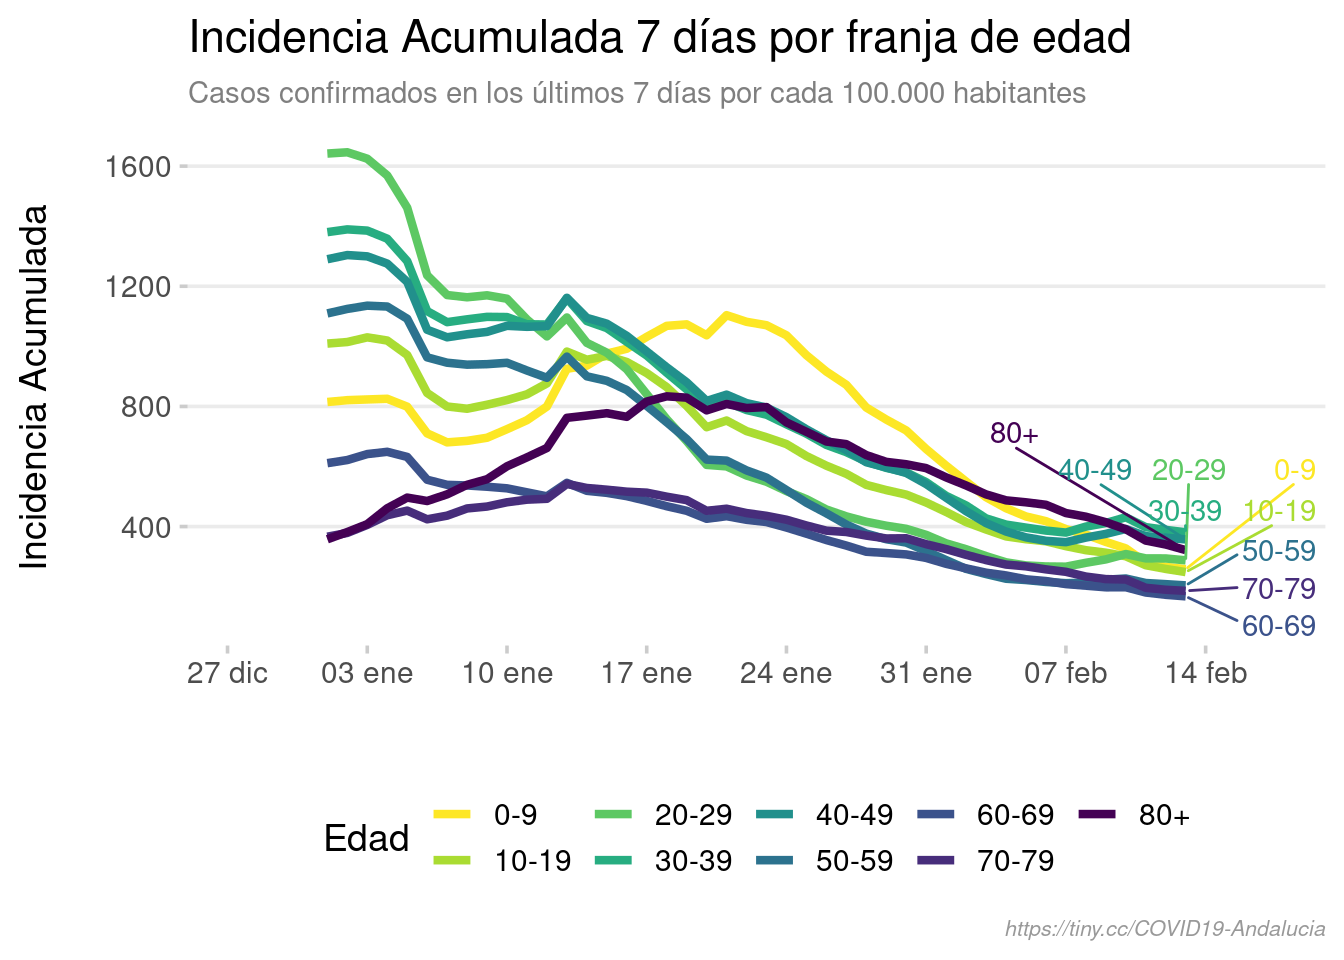 Incidencia Acumulada 7 días por franja de edad
Casos confirmados en los últimos 7 días por cada 100.000 habitantes
Incidencia Acumulada
1600
1200
800
400
80+
40-49
20-29
0-9
30-39
10-19
50-59
70-79
60-69
27 dic
03 ene
10 ene
17 ene
24 ene
31 ene
07 feb
14 feb
Edad
0-9
20-29
40-49
60-69
80+
10-19
30-39
50-59
70-79
https://tiny.cc/COVID19-Andalucia